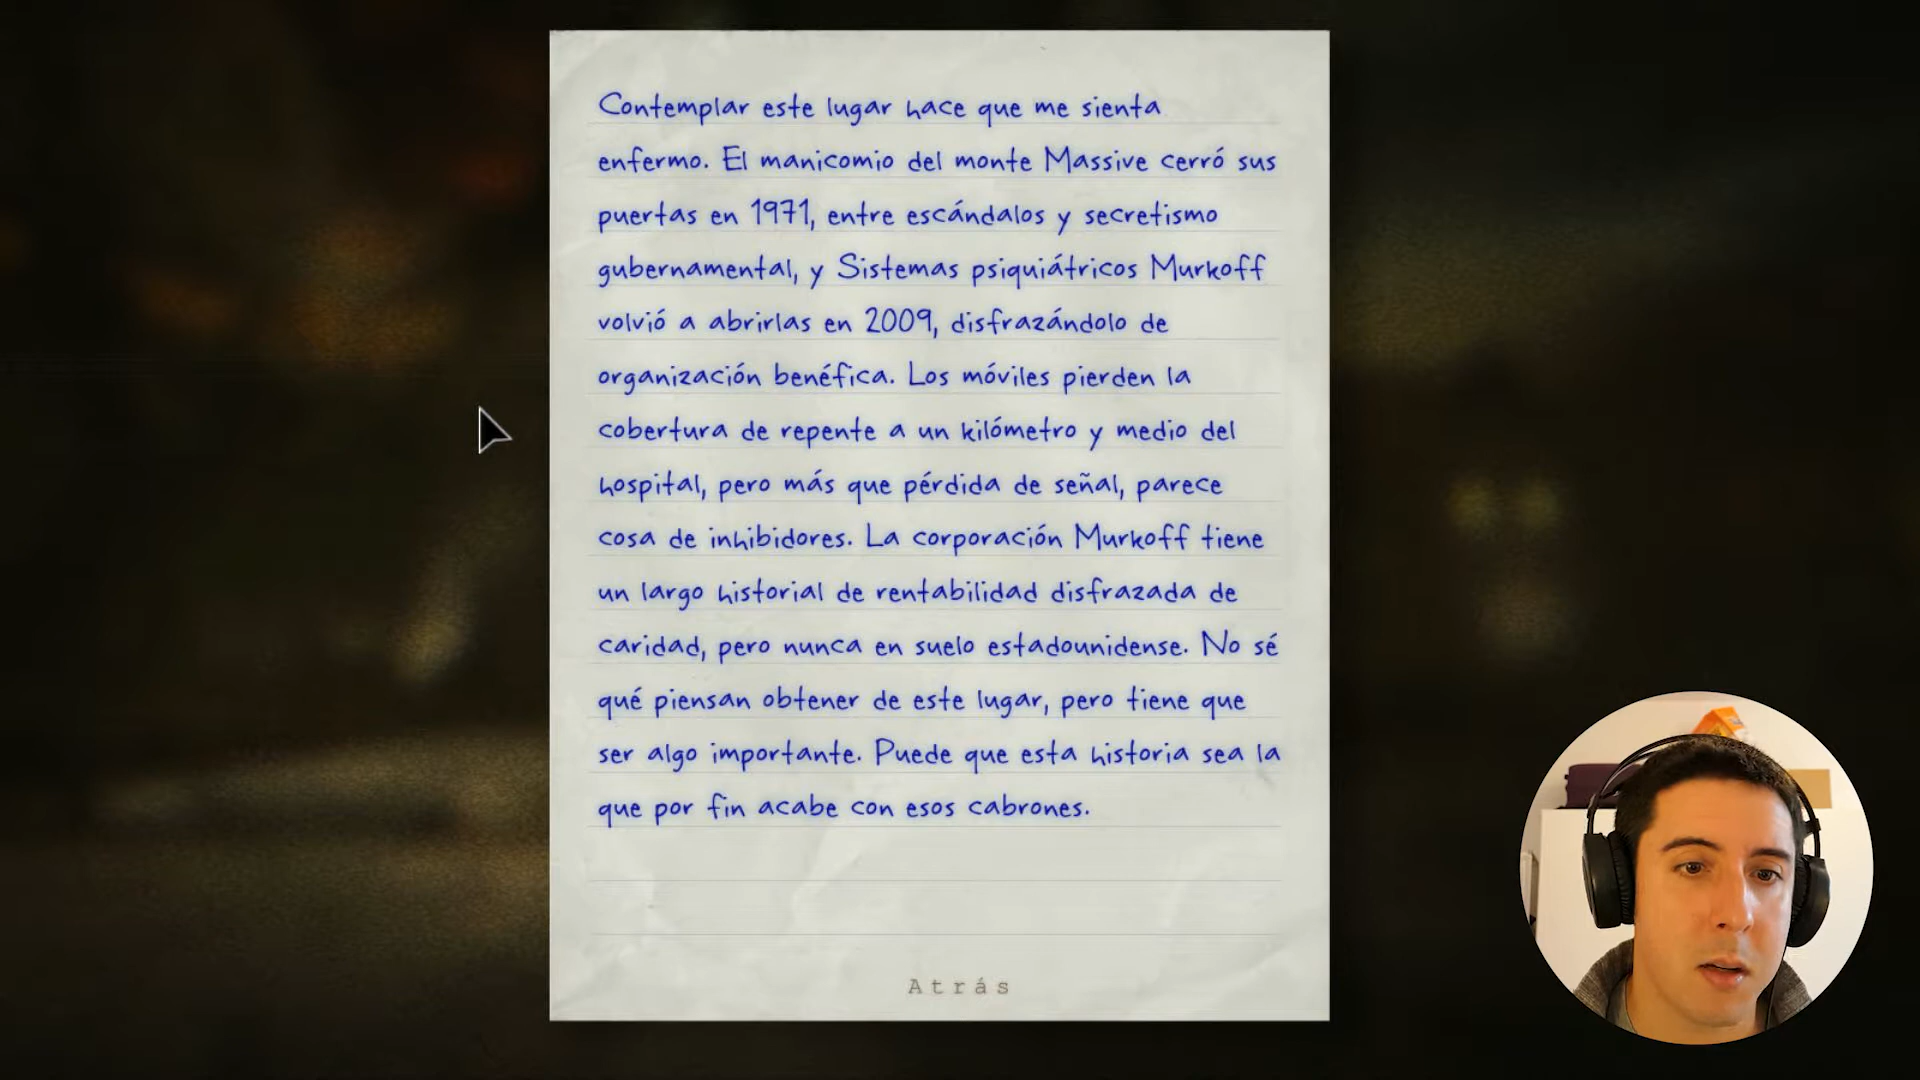 Contemplar este lugar hace que me sienta
enfermo. El manicomio del monte Massive cerró sus
puertas en 1971, entre escándalos y secretismo
gubernamental, y Sistemas psiquiátricos Murkoff
volvió a abrirlas en 2009, disfrazándolo de
organización benéfica. Los móviles pierden la
cobertura de repente a un kilómetro y medio del
hospital, pero más que pérdida de señal, parece
cosa de inhibidores. La corporación Murkoff tiene
un largo historial de rentabilidad disfrazada de
caridad, pero nunca en suelo estadounidense. No sé
qué piensan obtener de este lugar, pero tiene que
ser algo importante. Puede que esta historia sea la
que por fin acabe con esos cabrones.
Atrás